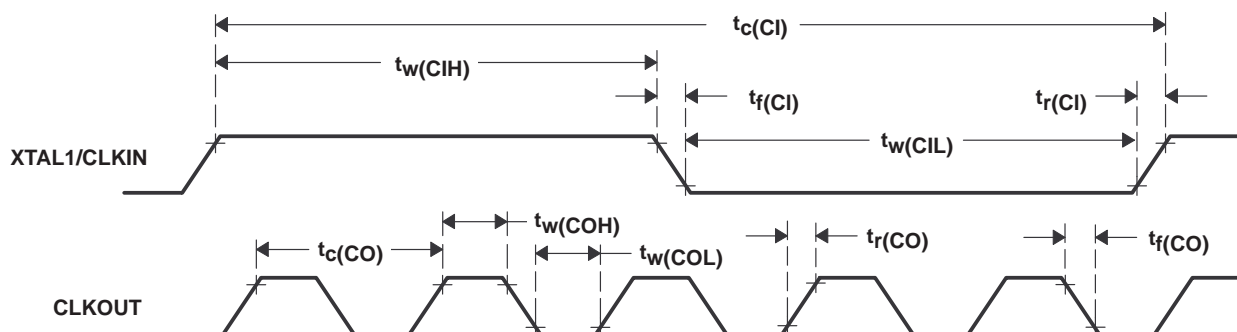 tc(CI)
tw(CIH)
tf(CI)
tr(CI)
XTAL1/CLKIN
tw(CIL)
tw(COH)
tc(CO)
tw(COL)
tr(CO)
tf(CO)
CLKOUT